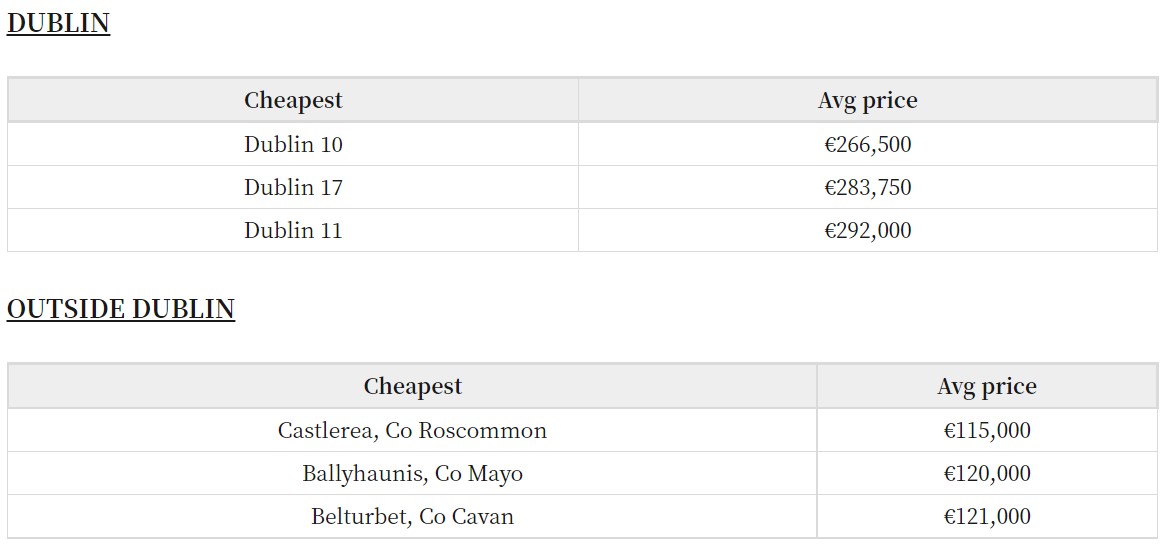 DUBLIN
Cheapest Avg price
Dublin 10 €266,500
Dublin 17 €283,750
Dublin 11 €292,000
OUTSIDE DUBLIN
Cheapest Avg price
Castlerea, Co Roscommon €115,000
Ballyhaunis, Co Mayo €120,000
Belturbet, Co Cavan €121,000